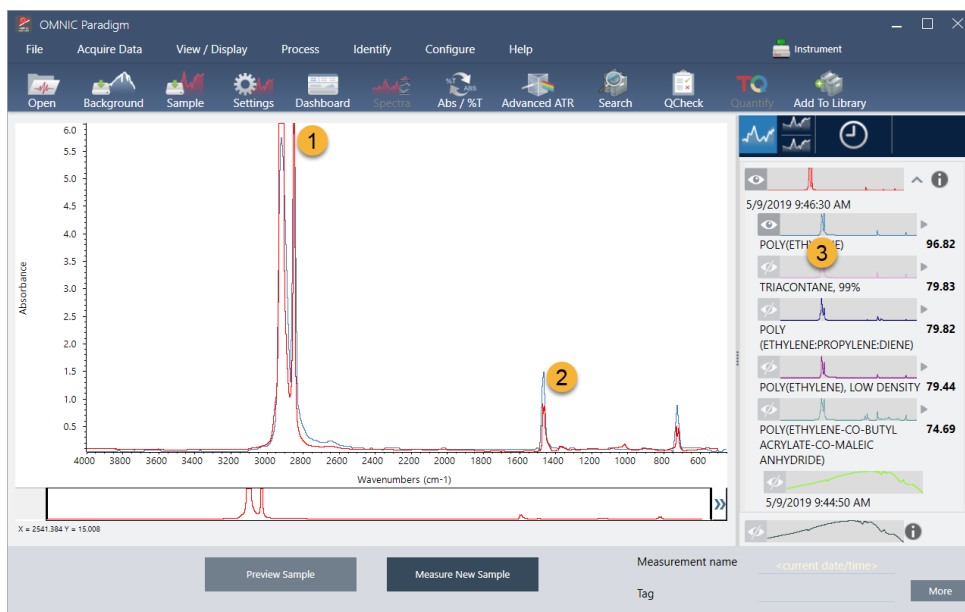 OMNIC Paradigm
File Acquire Data View / Display Process Identify Configure Help Instrument
%T ABS TQ
Open Background Sample Settings Dashboard Spectra Abs / %T Advanced ATR Search QCheck Quantify Add To Library
6.0
5.5
5.0
4.5
4.0
3.5
3.0
2.5
2.0
1.5
1.0
0.5
Absorbance
1
2
4000 3800 3600 3400 3200 3000 2800 2600 2400 2200 2000 1800 1600 1400 1200 1000 800 600
Wavenumbers (cm-1)
X = 2541.384 Y = 15.008
5/9/2019 9:46:30 AM
3
POLY(ETHYLENE) 96.82
TRIACONTANE, 99% 79.83
POLY 79.82
(ETHYLENE:PROPYLENE:DIENE)
POLY(ETHYLENE), LOW DENSITY 79.44
POLY(ETHYLENE-CO-BUTYL 74.69
ACRYLATE-CO-MALEIC
ANHYDRIDE)
5/9/2019 9:44:50 AM
Preview Sample Measure New Sample
Measurement name <current date/time>
Tag
More